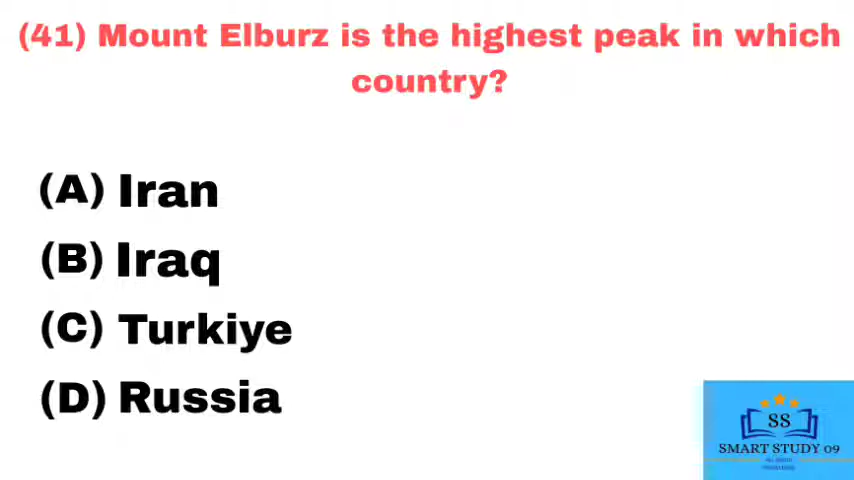 (41) Mount Elburz is the highest peak in which
country?
(A) Iran
(B) Iraq
(C) Turkiye
(D) Russia
SS
SMART STUDY 09